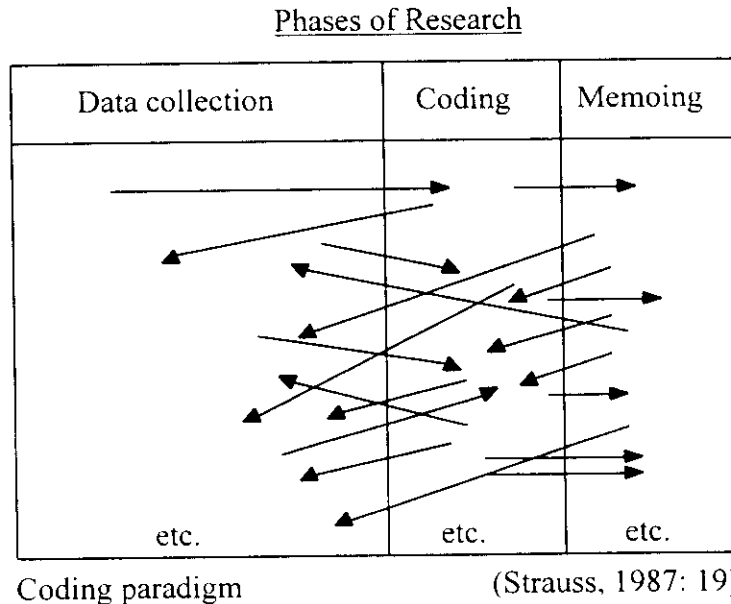 Phases of Research
Data collection Coding Memoing
etc. etc. etc.
Coding paradigm (Strauss, 1987: 19)